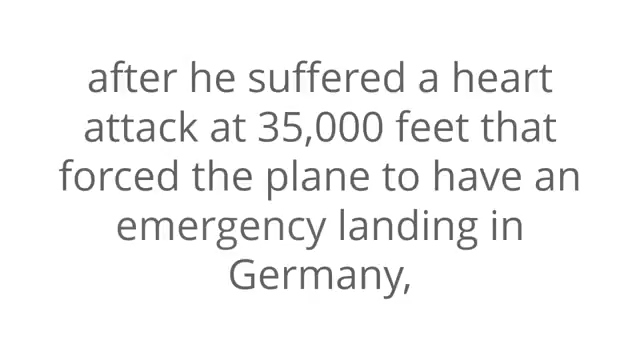 after he suffered a heart
attack at 35,000 feet that
forced the plane to have an
emergency landing in
Germany,